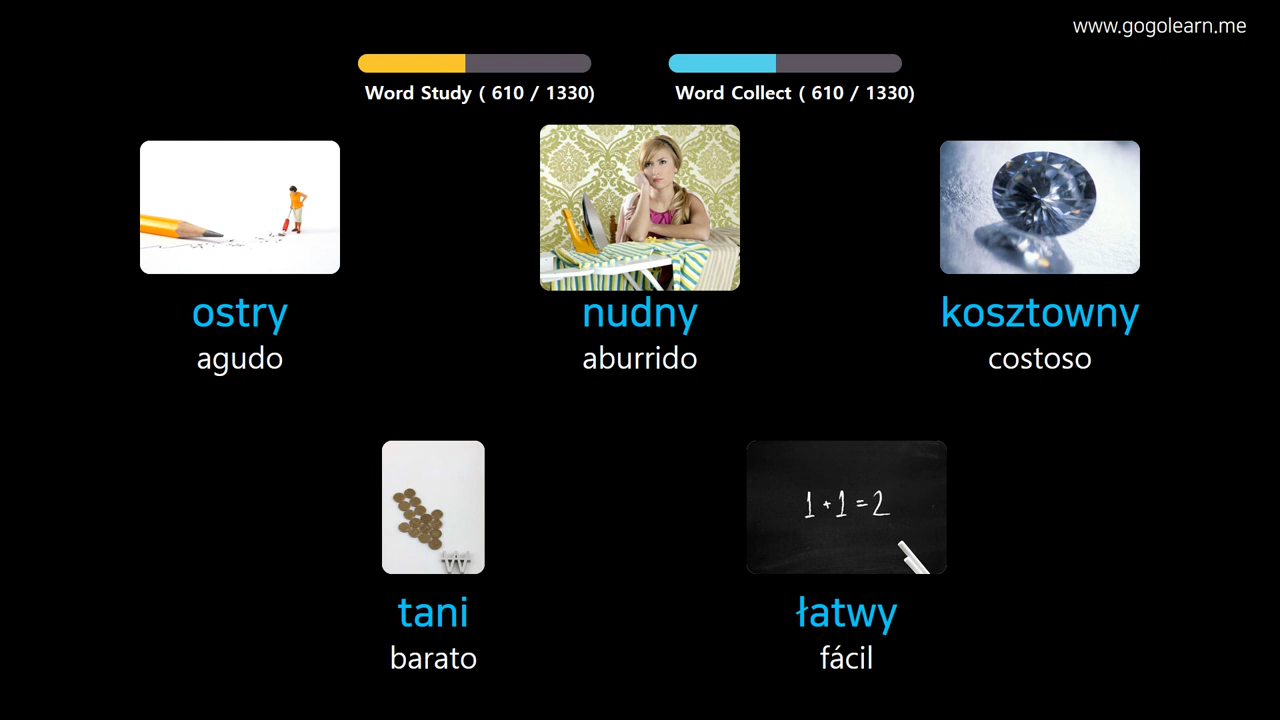 www.gogolearn.me
Word Study ( 610 / 1330)
Word Collect ( 610 / 1330)
ostry
agudo
nudny
aburrido
kosztowny
costoso
1+1=2
tani
barato
łatwy
fácil